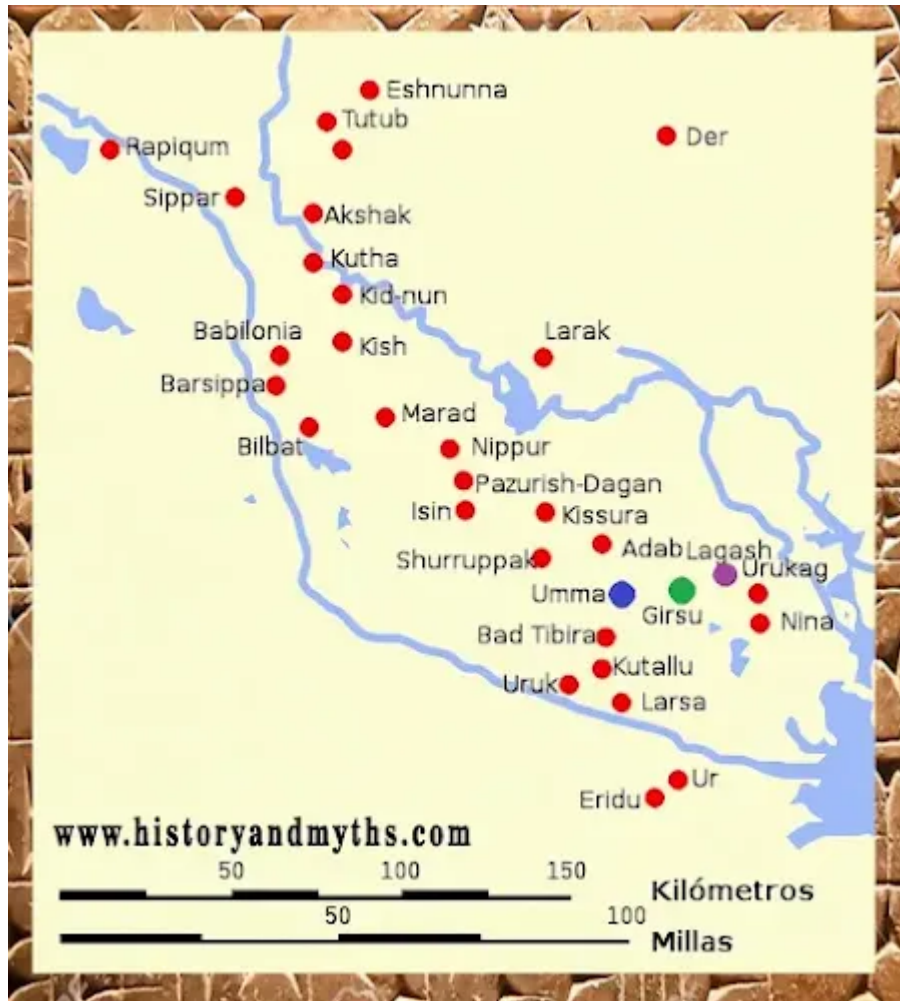 Eshnunna
Tutub
Der
Rapiqum
Sippar
Akshak
Kutha
Kid-nun
Babilonia
Larak
Kish
Barsippa
Marad
Bilbat
Nippur
Pazurish-Dagan
Isin
Kissura
Adab
Lagash
Shurruppak
Urukag
Umma
Girsu
Nina
Bad Tibira
Kutallu
Uruk
Larsa
Ur
Eridu
www.historyandmyths.com
50 100 150
Kilómetros
50 100
Millas